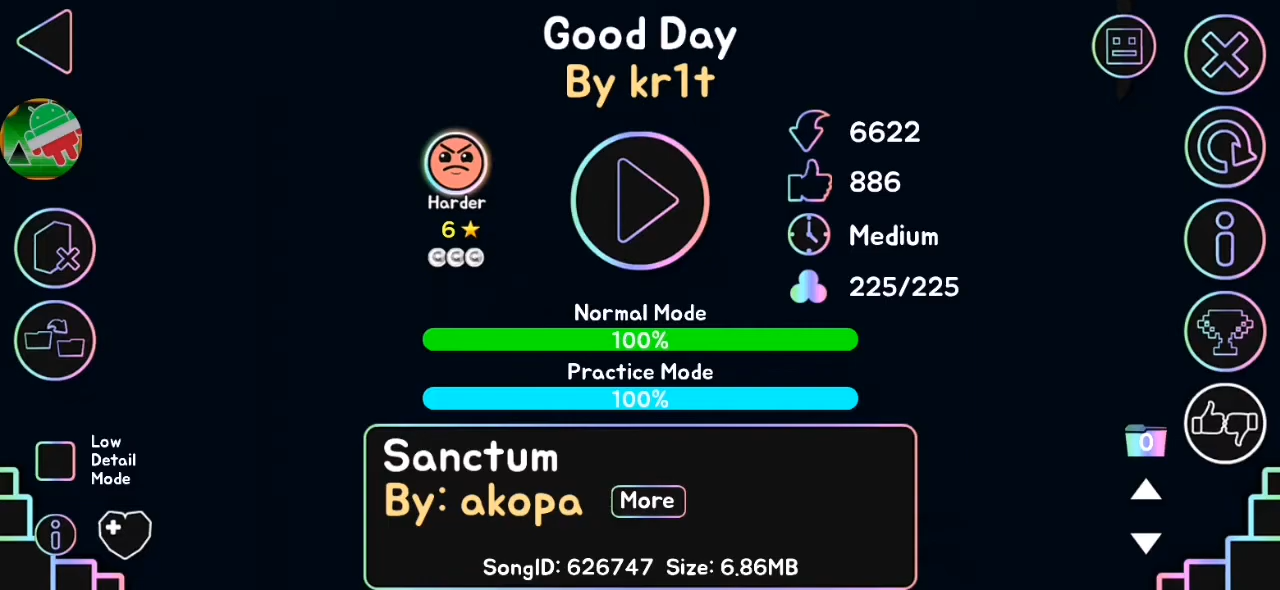 Good Day
By kr1t
Harder
6
6622
886
Medium
225/225
Normal Mode
100%
Practice Mode
100%
Low
Detail
Mode
Sanctum
By: akopa
More
SongID: 626747 Size: 6.86MB
0